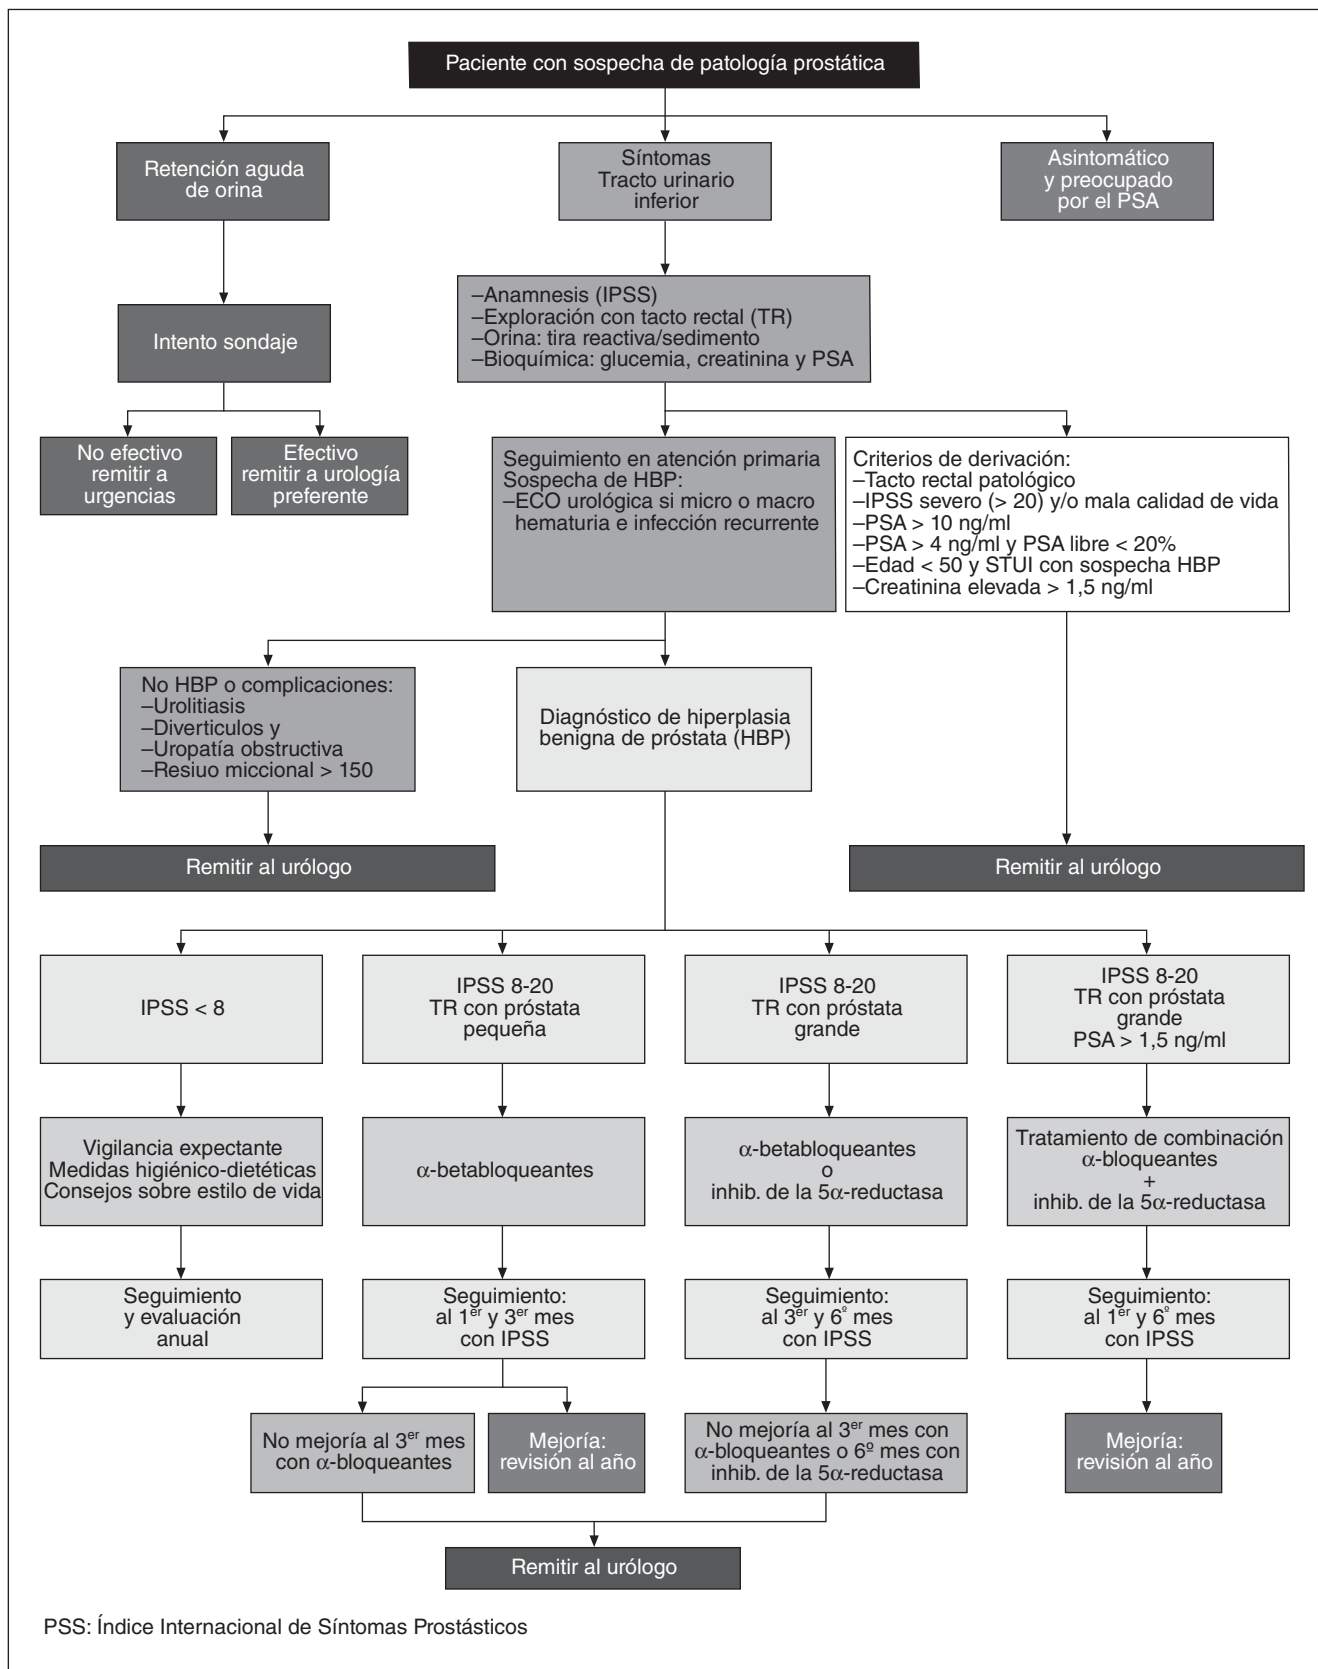 Paciente con sospecha de patología prostática
Retención aguda
de orina
Síntomas
Tracto urinario
inferior
Asintomático
y preocupado
por el PSA
Intento sondaje
–Anamnesis (IPSS)
–Exploración con tacto rectal (TR)
–Orina: tira reactiva/sedimento
–Bioquímica: glucemia, creatinina y PSA
No efectivo
remitir a
urgencias
Efectivo
remitir a urología
preferente
Seguimiento en atención primaria
Sospecha de HBP:
–ECO urológica si micro o macro
hematuria e infección recurrente
Criterios de derivación:
–Tacto rectal patológico
–IPSS severo (> 20) y/o mala calidad de vida
–PSA > 10 ng/ml
–PSA > 4 ng/ml y PSA libre < 20%
–Edad < 50 y STUI con sospecha HBP
–Creatinina elevada > 1,5 ng/ml
No HBP o complicaciones:
–Urolitiasis
–Diverticulos y
–Uropatía obstructiva
–Resiuo miccional > 150
Diagnóstico de hiperplasia
benigna de próstata (HBP)
Remitir al urólogo
Remitir al urólogo
IPSS < 8
IPSS 8-20
TR con próstata
pequeña
IPSS 8-20
TR con próstata
grande
IPSS 8-20
TR con próstata
grande
PSA > 1,5 ng/ml
Vigilancia expectante
Medidas higiénico-dietéticas
Consejos sobre estilo de vida
α-betabloqueantes
α-betabloqueantes
o
inhib. de la 5α-reductasa
Tratamiento de combinación
α-bloqueantes
+
inhib. de la 5α-reductasa
Seguimiento
y evaluación
anual
Seguimiento:
al 1er y 3er mes
con IPSS
Seguimiento:
al 3er y 6º mes
con IPSS
Seguimiento:
al 1er y 6º mes
con IPSS
No mejoría al 3er mes
con α-bloqueantes
Mejoría:
revisión al año
No mejoría al 3er mes con
α-bloqueantes o 6º mes con
inhib. de la 5α-reductasa
Mejoría:
revisión al año
Remitir al urólogo
PSS: Índice Internacional de Síntomas Prostásticos